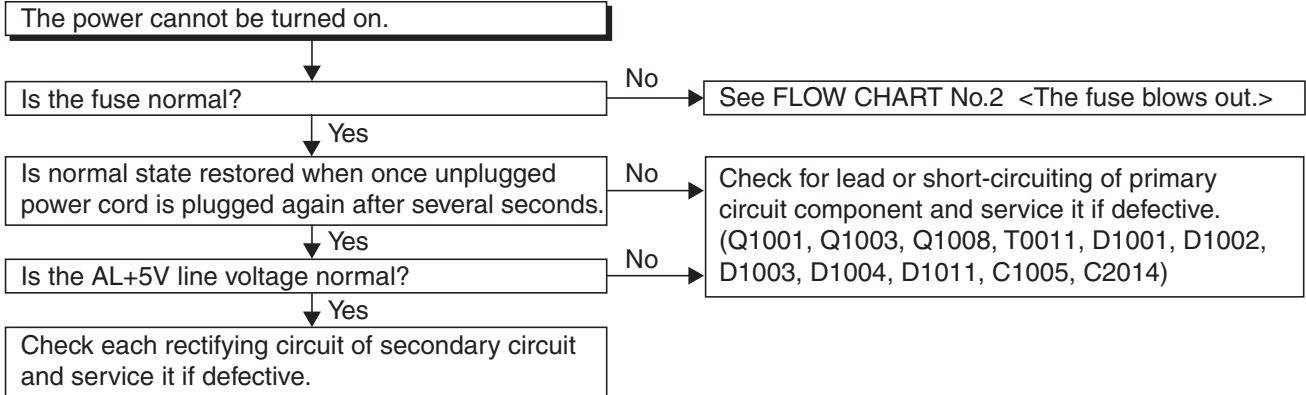 The power cannot be turned on.
Is the fuse normal?
No
See FLOW CHART No.2 <The fuse blows out.>
Yes
Is normal state restored when once unplugged
power cord is plugged again after several seconds.
No
Check for lead or short-circuiting of primary
circuit component and service it if defective.
(Q1001, Q1003, Q1008, T0011, D1001, D1002,
D1003, D1004, D1011, C1005, C2014)
Yes
Is the AL+5V line voltage normal?
No
Yes
Check each rectifying circuit of secondary circuit
and service it if defective.